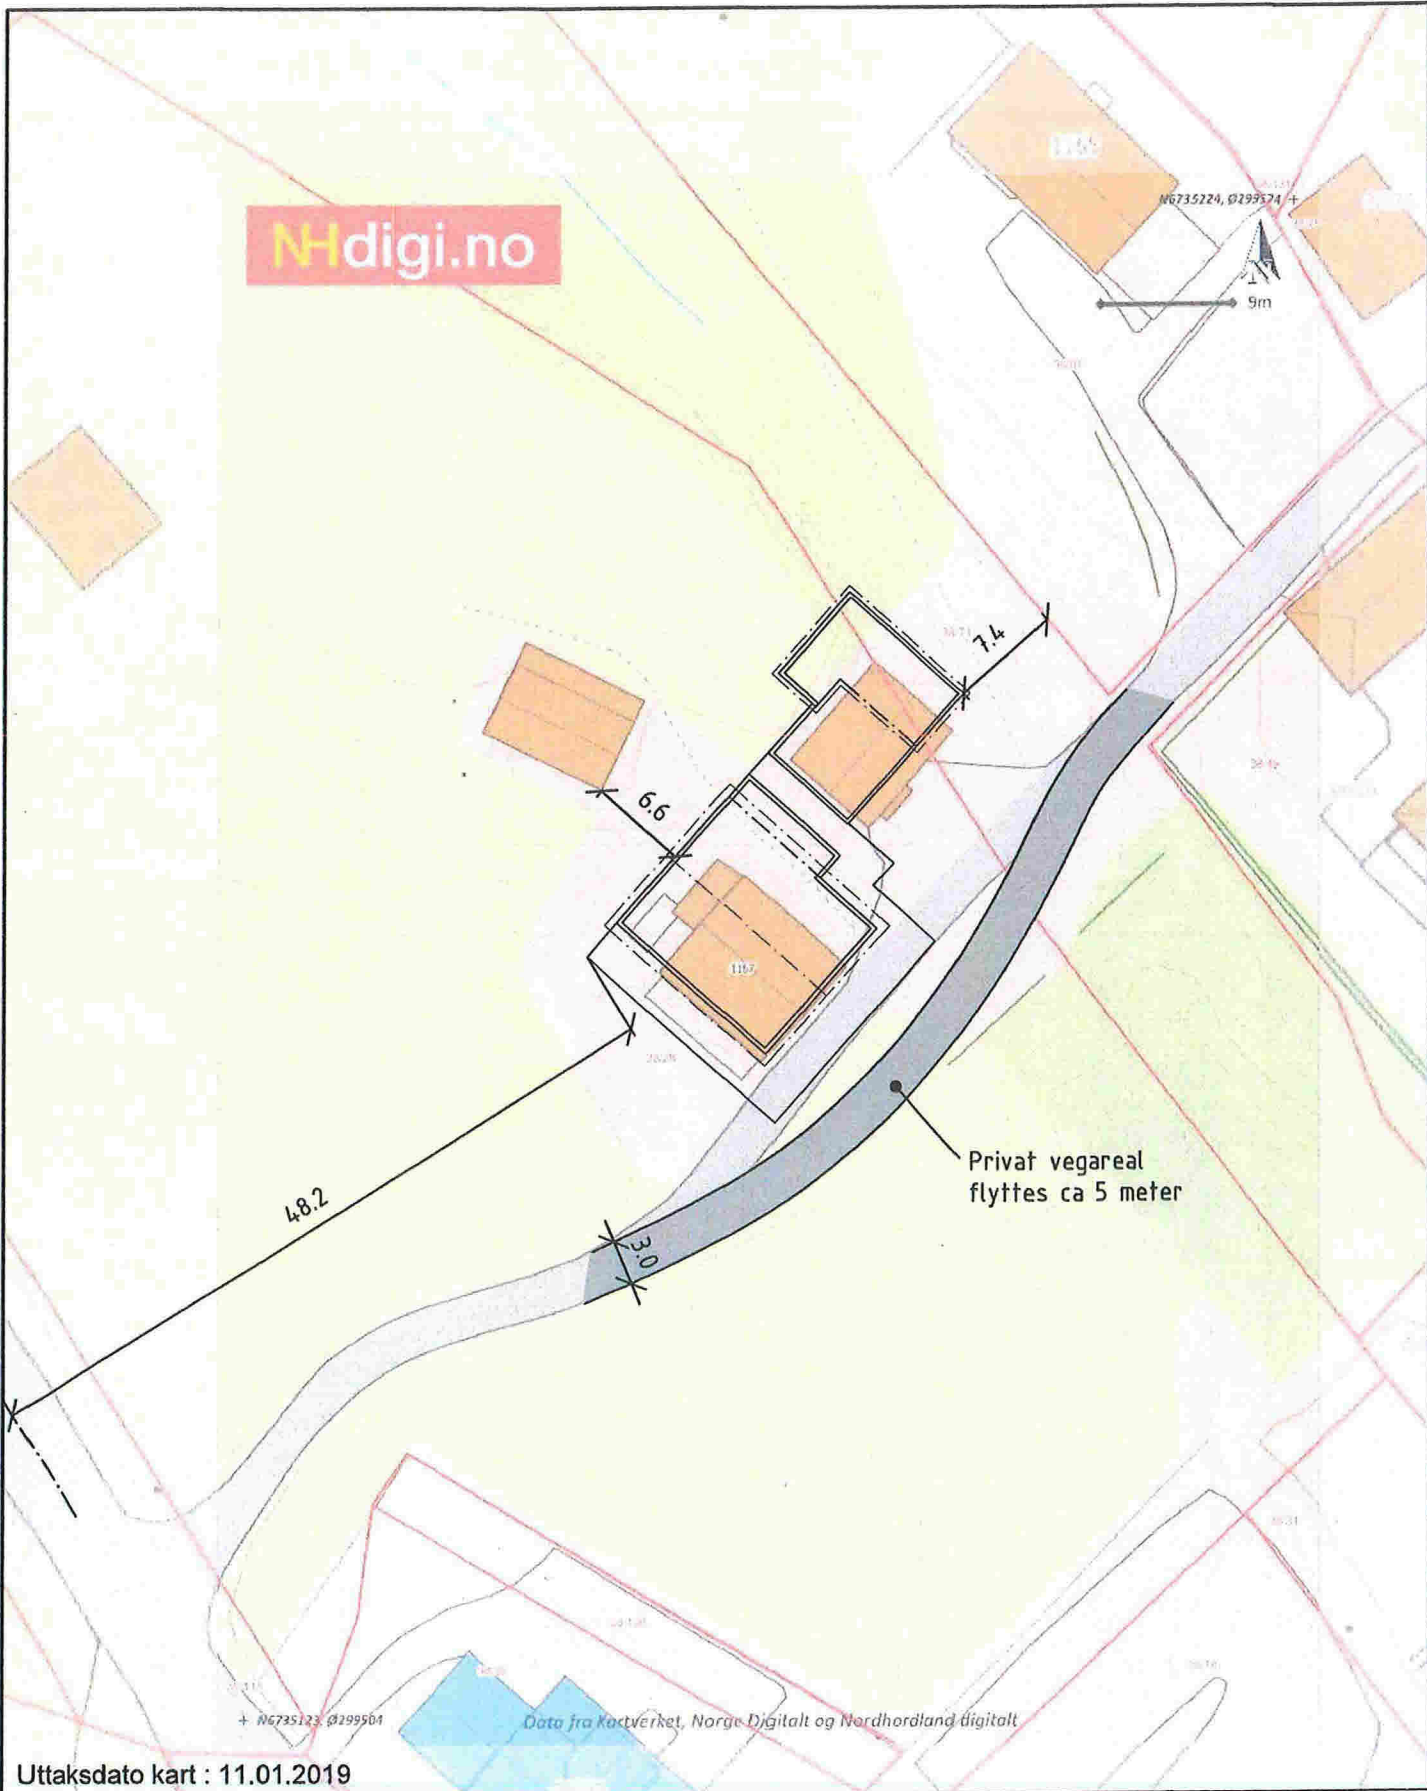 1165
N6735224, Ø299574 +
NHdigi.no
N
9m
7.4
6.6
1167
48.2
Privat vegareal
flyttes ca 5 meter
3.0
+ N6735123, Ø299504
Data fra Kartverket, Norge Digitalt og Nordhordland digitalt
Uttaksdato kart : 11.01.2019